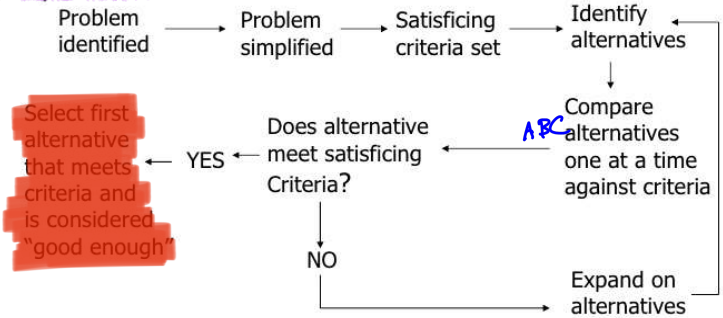 Problem
identified
Problem
simplified
Satisficing
criteria set
Identify
alternatives
Compare
alternatives
one at a time
against criteria
ABC
Does alternative
meet satisficing
Criteria?
YES
Select first
alternative
that meets
criteria and
is considered
“good enough”
NO
Expand on
alternatives